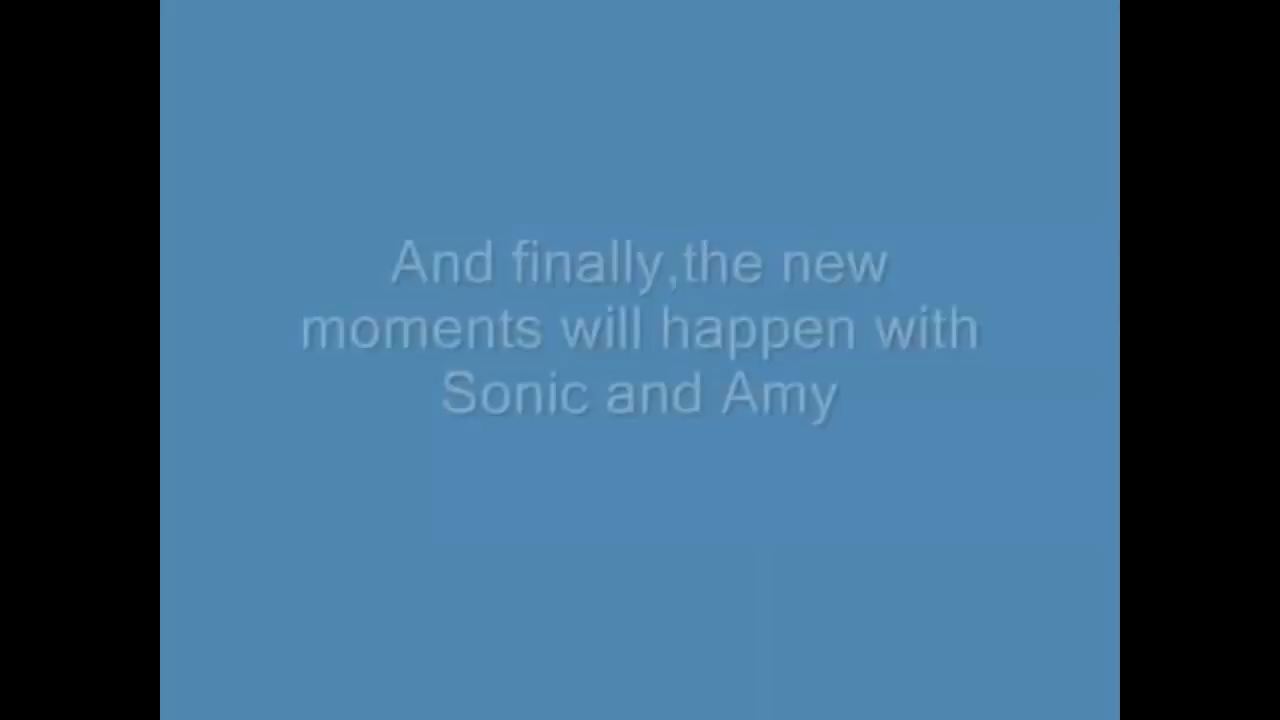 And finally,the new
moments will happen with
Sonic and Amy